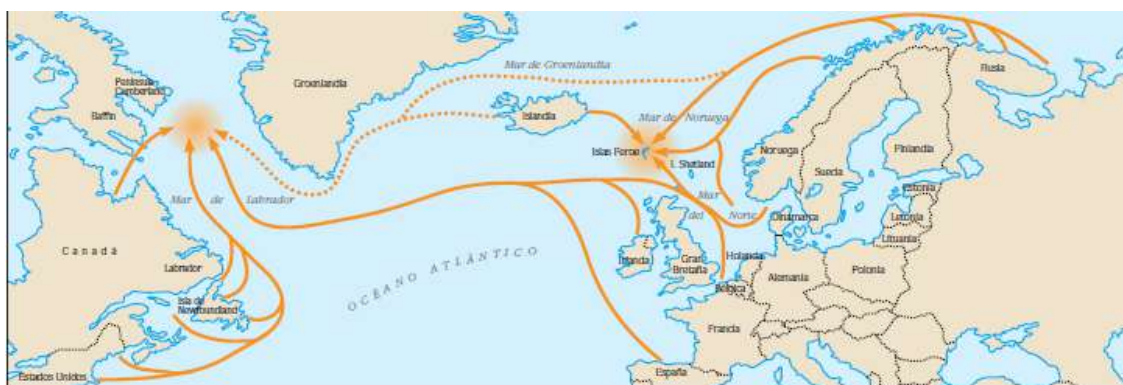 Península
Cumberland
Baffin
Groenlandia
Mar de Groenlandia
Islandia
Mar de Noruega
Rusia
Islas Feroe
I. Shetland
Noruega
Suecia
Finlandia
Estonia
Letonia
Lituania
Mar de Labrador
Mar del Norte
Dinamarca
Canadá
Labrador
Isla de
Newfoundland
Estados Unidos
OCÉANO ATLÁNTICO
Irlanda
Gran
Bretaña
Holanda
Bélgica
Alemania
Polonia
Francia
España